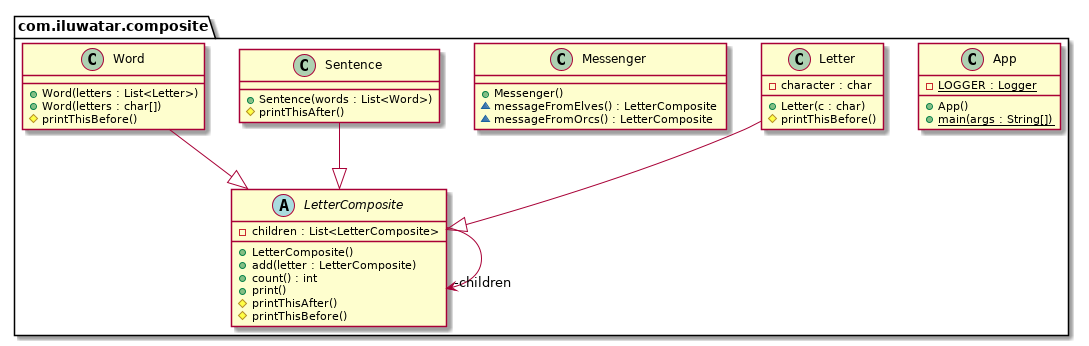 com.iluwatar.composite
C Word
Word(letters : List<Letter>)
Word(letters : char[])
printThisBefore()
C Sentence
Sentence(words : List<Word>)
printThisAfter()
C Messenger
Messenger()
messageFromElves() : LetterComposite
messageFromOrcs() : LetterComposite
C Letter
character : char
Letter(c : char)
printThisBefore()
C App
LOGGER : Logger
App()
main(args : String[])
A LetterComposite
children : List<LetterComposite>
LetterComposite()
add(letter : LetterComposite)
count() : int
print()
printThisAfter()
printThisBefore()
-children